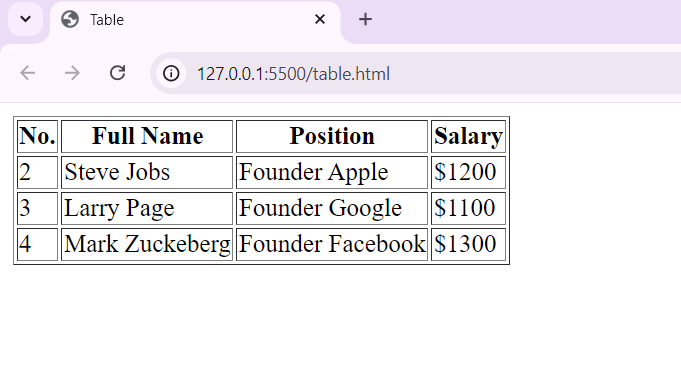 Table
127.0.0.1:5500/table.html
No. Full Name Position Salary
2 Steve Jobs Founder Apple $1200
3 Larry Page Founder Google $1100
4 Mark Zuckeberg Founder Facebook $1300